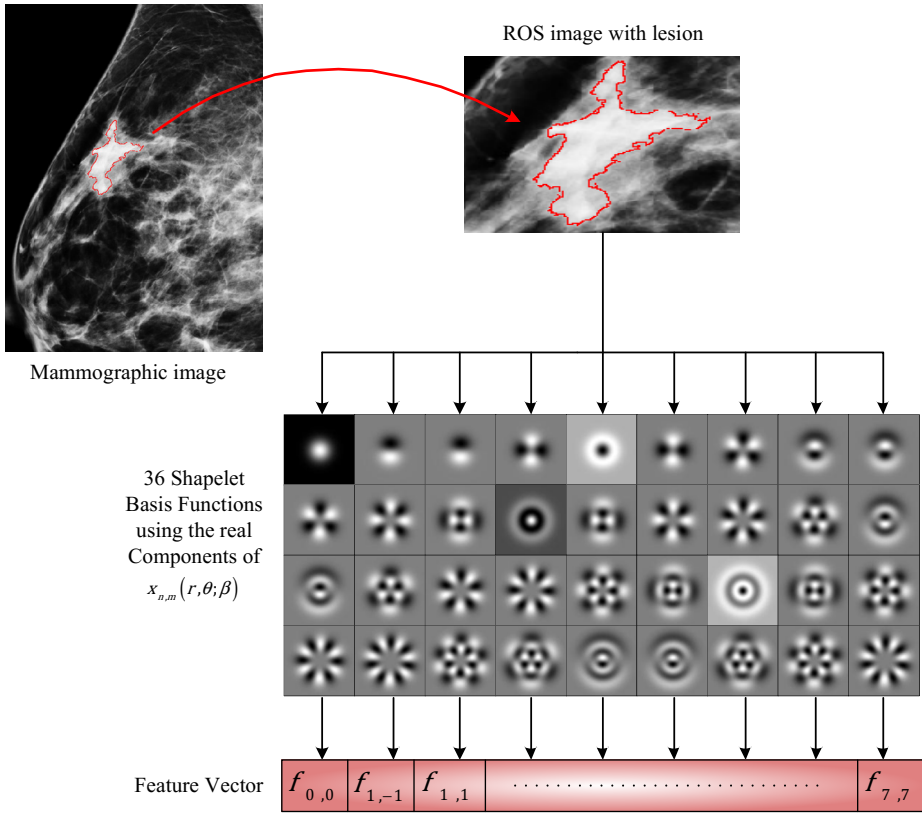 ROS image with lesion
Mammographic image
36 Shapelet
Basis Functions
using the real
Components of
x_{n,m}(r,θ;β)
Feature Vector
f_{0,0} f_{1,−1} f_{1,1} ................................ f_{7,7}